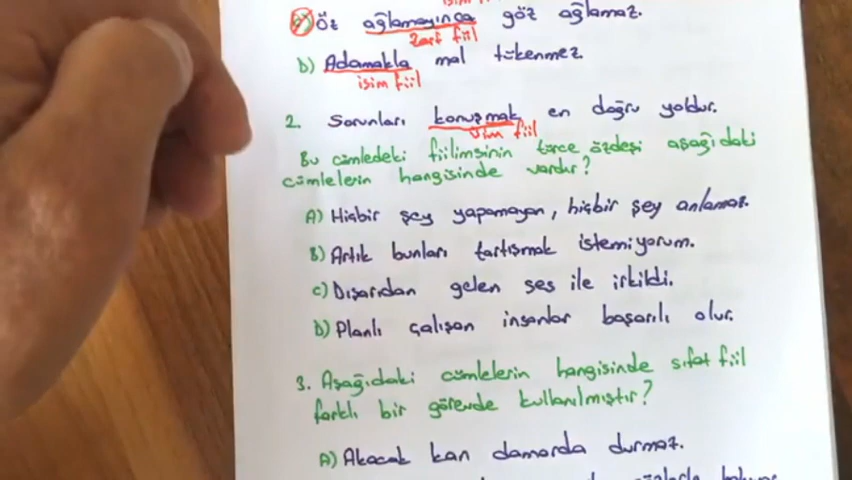 Öz ağlamayınca göz ağlamaz.
zarf fiil
D) Adamakla mal tükenmez.
isim fiil
2. Sorunları konuşmak en doğru yoldur.
isim fiil
Bu cümledeki fiilimsinin türce özdeşi aşağıdaki
cümlelerin hangisinde vardır?
A) Hiçbir şey yapamayan, hiçbir şey anlamaz.
B) Artık bunları tartışmak istemiyorum.
C) Dışarıdan gelen ses ile irkildi.
D) Planlı çalışan insanlar başarılı olur.
3. Aşağıdaki cümlelerin hangisinde sıfat fiil
farklı bir görevde kullanılmıştır?
A) Akacak kan damarda durmaz.